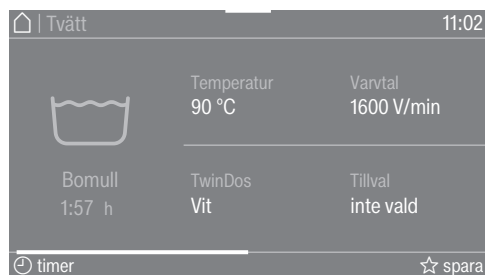 | Tvätt 11:02
Temperatur Varvtal
90 °C 1600 V/min
Bomull TwinDos Tillval
1:57 h Vit inte vald
timer spara